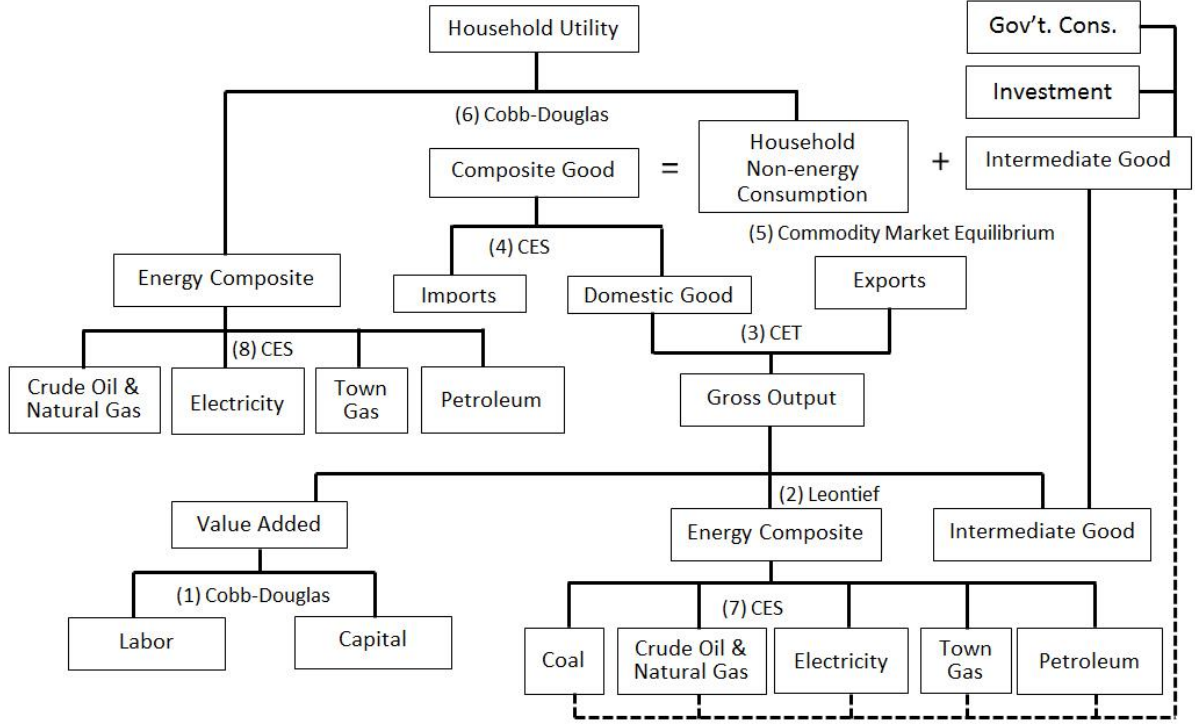 Household Utility
Gov’t. Cons.
Investment
(6) Cobb-Douglas
Composite Good
=
Household
Non-energy
Consumption
+
Intermediate Good
(5) Commodity Market Equilibrium
(4) CES
Energy Composite
Imports
Domestic Good
Exports
(3) CET
(8) CES
Crude Oil &
Natural Gas
Electricity
Town
Gas
Petroleum
Gross Output
(2) Leontief
Value Added
Energy Composite
Intermediate Good
(1) Cobb-Douglas
Labor
Capital
(7) CES
Coal
Crude Oil &
Natural Gas
Electricity
Town
Gas
Petroleum